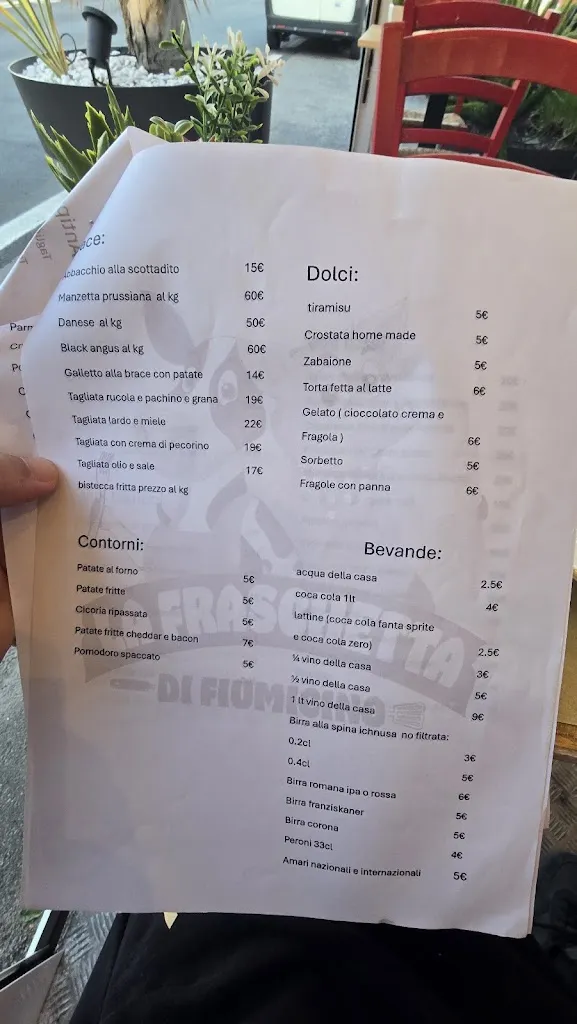 ce:
bbacchio alla scottadito 15€
Manzetta prussiana al kg 60€
Danese al kg 50€
Black angus al kg 60€
Galletto alla brace con patate 14€
Tagliata rucola e pachino e grana 19€
Tagliata lardo e miele 22€
Tagliata con crema di pecorino 19€
Tagliata olio e sale 17€
bistecca fritta prezzo al kg
Contorni:
Patate al forno 5€
Patate fritte 5€
Cicoria ripassata 5€
Patate fritte cheddar e bacon 7€
Pomodoro spaccato 5€
Dolci:
tiramisu 5€
Crostata home made 5€
Zabaione 5€
Torta fetta al latte 6€
Gelato ( cioccolato crema e
Fragola ) 6€
Sorbetto 5€
Fragole con panna 6€
Bevande:
acqua della casa 2.5€
coca cola 1lt 4€
lattine (coca cola fanta sprite
e coca cola zero) 2.5€
¼ vino della casa 3€
½ vino della casa 5€
1 lt vino della casa 9€
Birra alla spina ichnusa no filtrata:
0.2cl 3€
0.4cl 5€
Birra romana ipa o rossa 6€
Birra franziskaner 5€
Birra corona 5€
Peroni 33cl 4€
Amari nazionali e internazionali 5€
FRASCHETTA
DI FIUMICINO